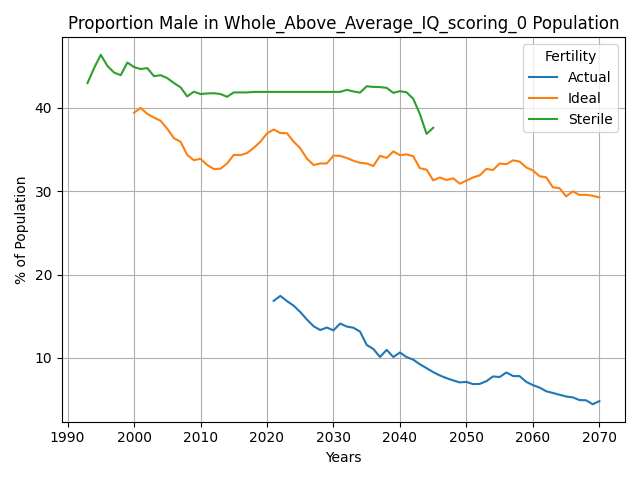 Proportion Male in Whole_Above_Average_IQ_scoring_0 Population
Fertility
Actual
Ideal
Sterile
% of Population
40
30
20
10
1990 2000 2010 2020 2030 2040 2050 2060 2070
Years